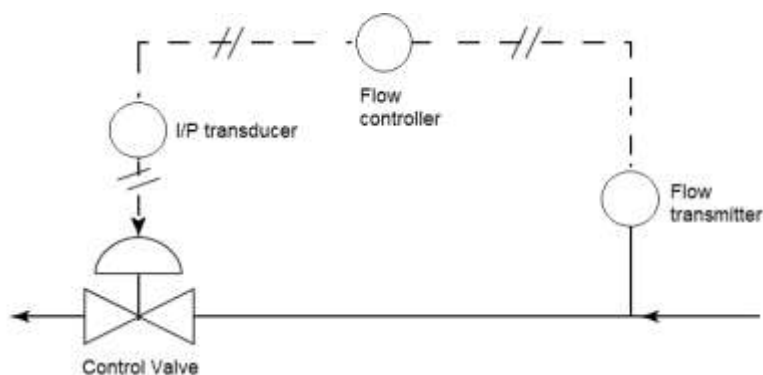 Flow
controller
I/P transducer
Flow
transmitter
Control Valve